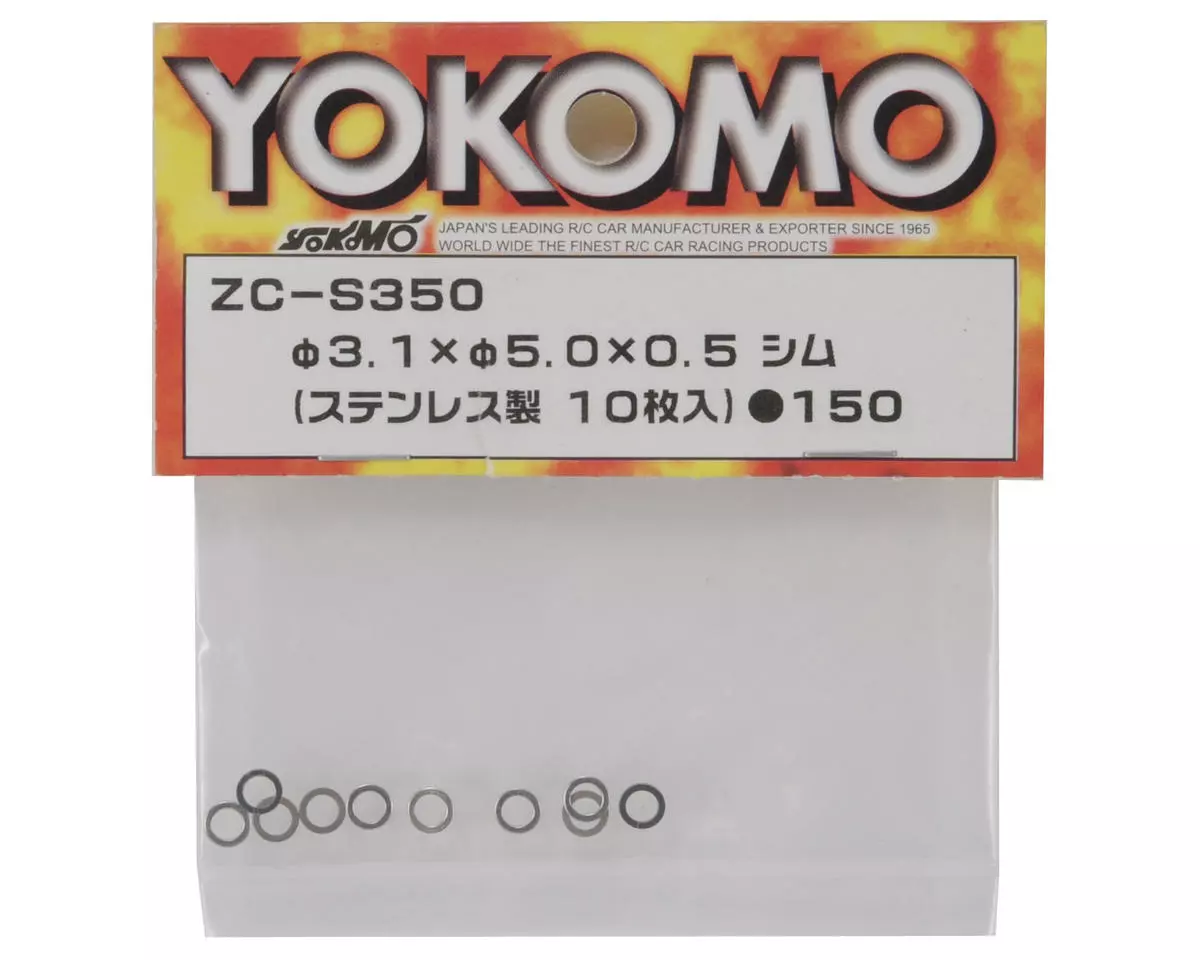 YOKOMO
YOKOMO JAPAN'S LEADING R/C CAR MANUFACTURER & EXPORTER SINCE 1965
WORLD WIDE THE FINEST R/C CAR RACING PRODUCTS
ZC-S350
φ3.1×φ5.0×0.5 シム
(ステンレス製 10枚入)●150